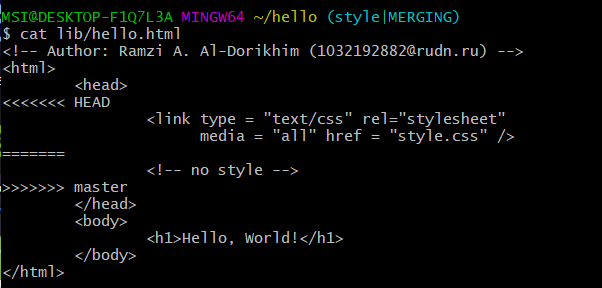 MSI@DESKTOP-F1Q7L3A MINGW64 ~/hello (style|MERGING)
$ cat lib/hello.html
<!-- Author: Ramzi A. Al-Dorikhim (1032192882@rudn.ru) -->
<html>
        <head>
<<<<<<< HEAD
                <link type = "text/css" rel="stylesheet"
                      media = "all" href = "style.css" />
=======
                <!-- no style -->
>>>>>>> master
        </head>
        <body>
                <h1>Hello, World!</h1>
        </body>
</html>